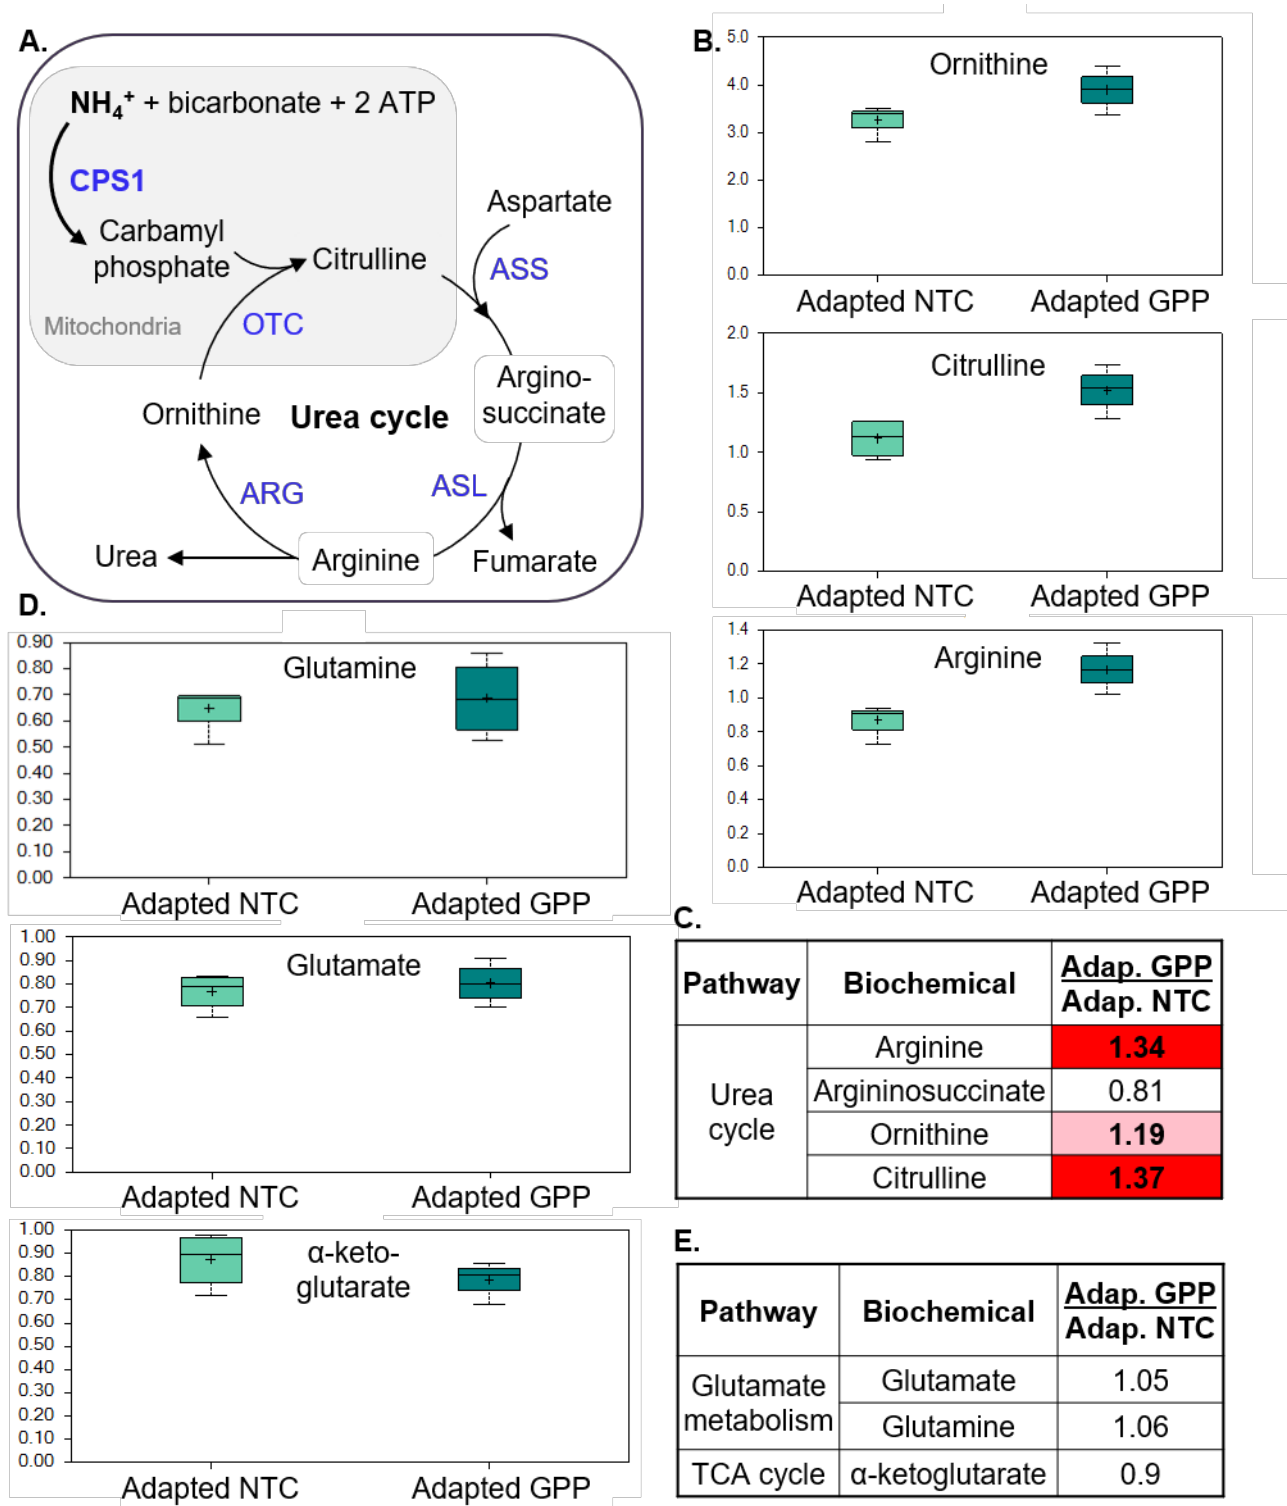 A.
NH₄⁺ + bicarbonate + 2 ATP
CPS1
Carbamyl
phosphate
Citrulline
Aspartate
ASS
Mitochondria
OTC
Argino-
succinate
Ornithine
Urea cycle
ARG
ASL
Urea
Arginine
Fumarate
B.
Ornithine
5.0
4.0
3.0
2.0
1.0
0.0
Adapted NTC
Adapted GPP
Citrulline
2.0
1.5
1.0
0.5
0.0
Adapted NTC
Adapted GPP
Arginine
1.4
1.2
1.0
0.8
0.6
0.4
0.2
0.0
Adapted NTC
Adapted GPP
C.
Pathway Biochemical Adap. GPP
Adap. NTC
Urea
cycle
Arginine 1.34
Argininosuccinate 0.81
Ornithine 1.19
Citrulline 1.37
D.
Glutamine
0.90
0.80
0.70
0.60
0.50
0.40
0.30
0.20
0.10
0.00
Adapted NTC
Adapted GPP
Glutamate
1.00
0.90
0.80
0.70
0.60
0.50
0.40
0.30
0.20
0.10
0.00
Adapted NTC
Adapted GPP
α-keto-
glutarate
1.00
0.90
0.80
0.70
0.60
0.50
0.40
0.30
0.20
0.10
0.00
Adapted NTC
Adapted GPP
E.
Pathway Biochemical Adap. GPP
Adap. NTC
Glutamate
metabolism
Glutamate 1.05
Glutamine 1.06
TCA cycle α-ketoglutarate 0.9